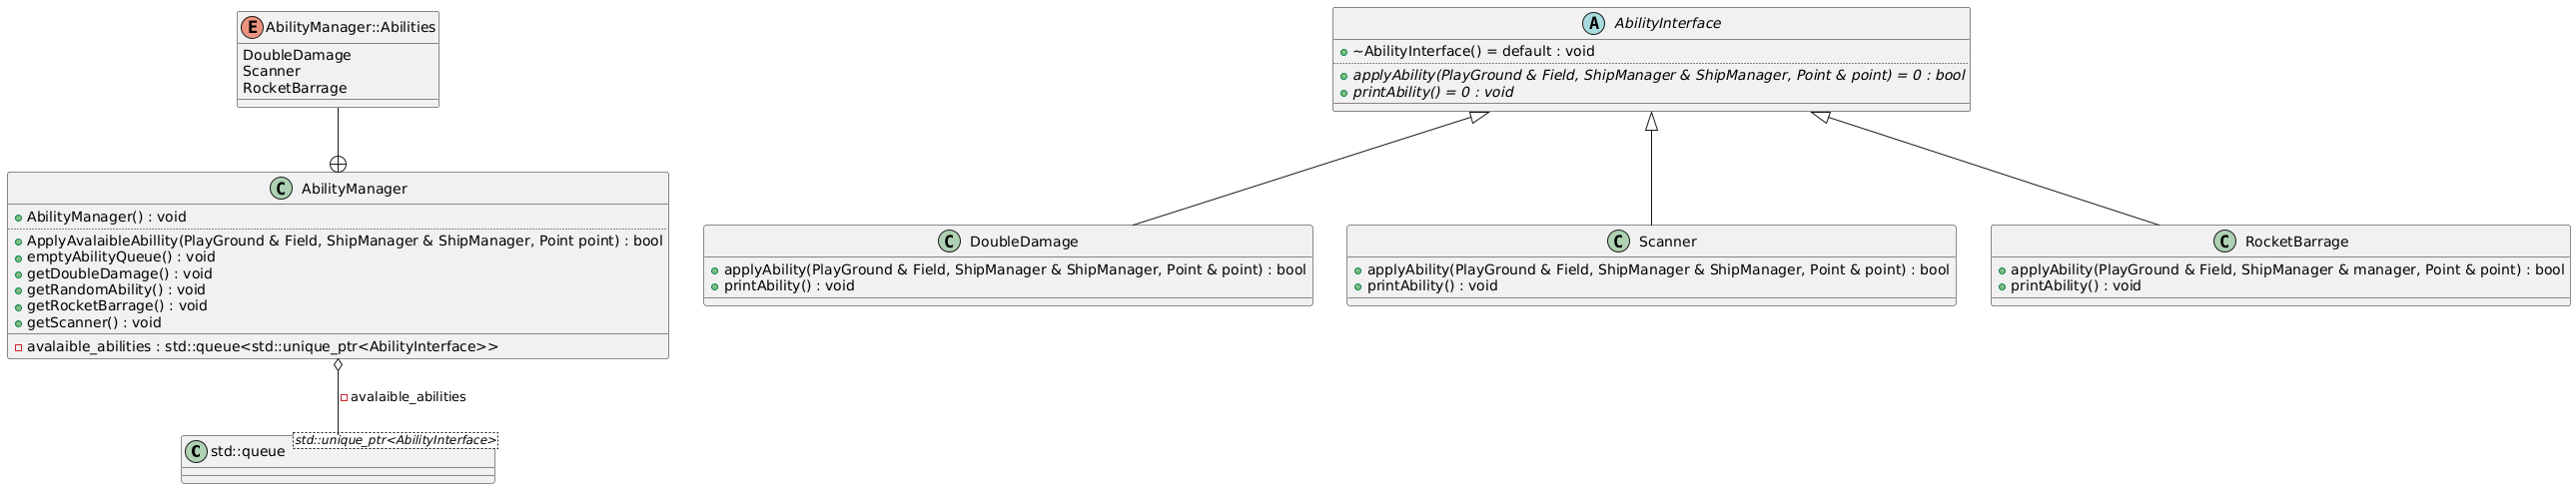 E AbilityManager::Abilities
DoubleDamage
Scanner
RocketBarrage
C AbilityManager
AbilityManager() : void
ApplyAvalaibleAbillity(PlayGround & Field, ShipManager & ShipManager, Point point) : bool
emptyAbilityQueue() : void
getDoubleDamage() : void
getRandomAbility() : void
getRocketBarrage() : void
getScanner() : void
avalaible_abilities : std::queue<std::unique_ptr<AbilityInterface>>
avalaible_abilities
std::unique_ptr<AbilityInterface>
C std::queue
A AbilityInterface
~AbilityInterface() = default : void
applyAbility(PlayGround & Field, ShipManager & ShipManager, Point & point) = 0 : bool
printAbility() = 0 : void
C DoubleDamage
applyAbility(PlayGround & Field, ShipManager & ShipManager, Point & point) : bool
printAbility() : void
C Scanner
applyAbility(PlayGround & Field, ShipManager & ShipManager, Point & point) : bool
printAbility() : void
C RocketBarrage
applyAbility(PlayGround & Field, ShipManager & manager, Point & point) : bool
printAbility() : void